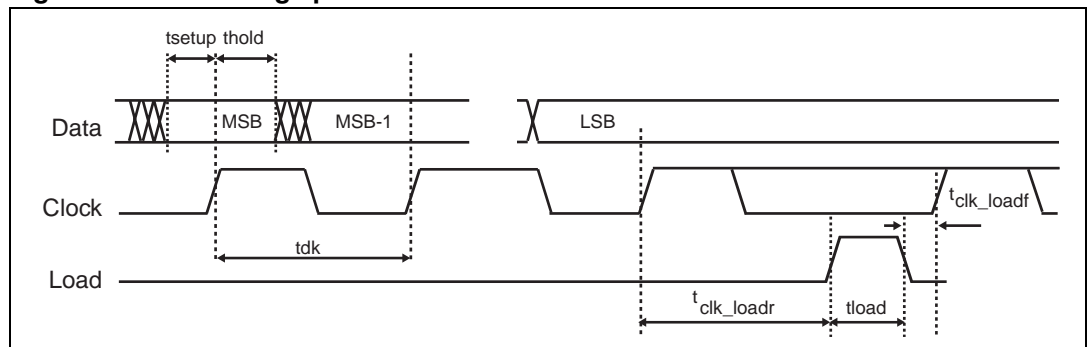 tsetup thold
Data MSB MSB-1 LSB
Clock tclk_loadf
tdk
Load
tclk_loadr tload